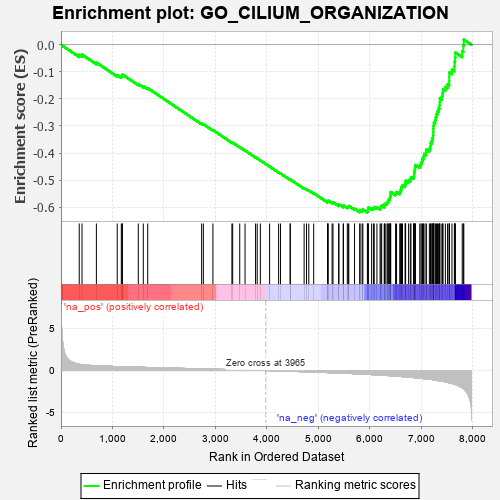 Enrichment plot: GO_CILIUM_ORGANIZATION
Enrichment score (ES)
0.0
-0.1
-0.2
-0.3
-0.4
-0.5
-0.6
'na_pos' (positively correlated)
Ranked list metric (PreRanked)
5
0
-5
Zero cross at 3965
'na_neg' (negatively correlated)
0
1,000
2,000
3,000
4,000
5,000
6,000
7,000
8,000
Rank in Ordered Dataset
Enrichment profile
Hits
Ranking metric scores